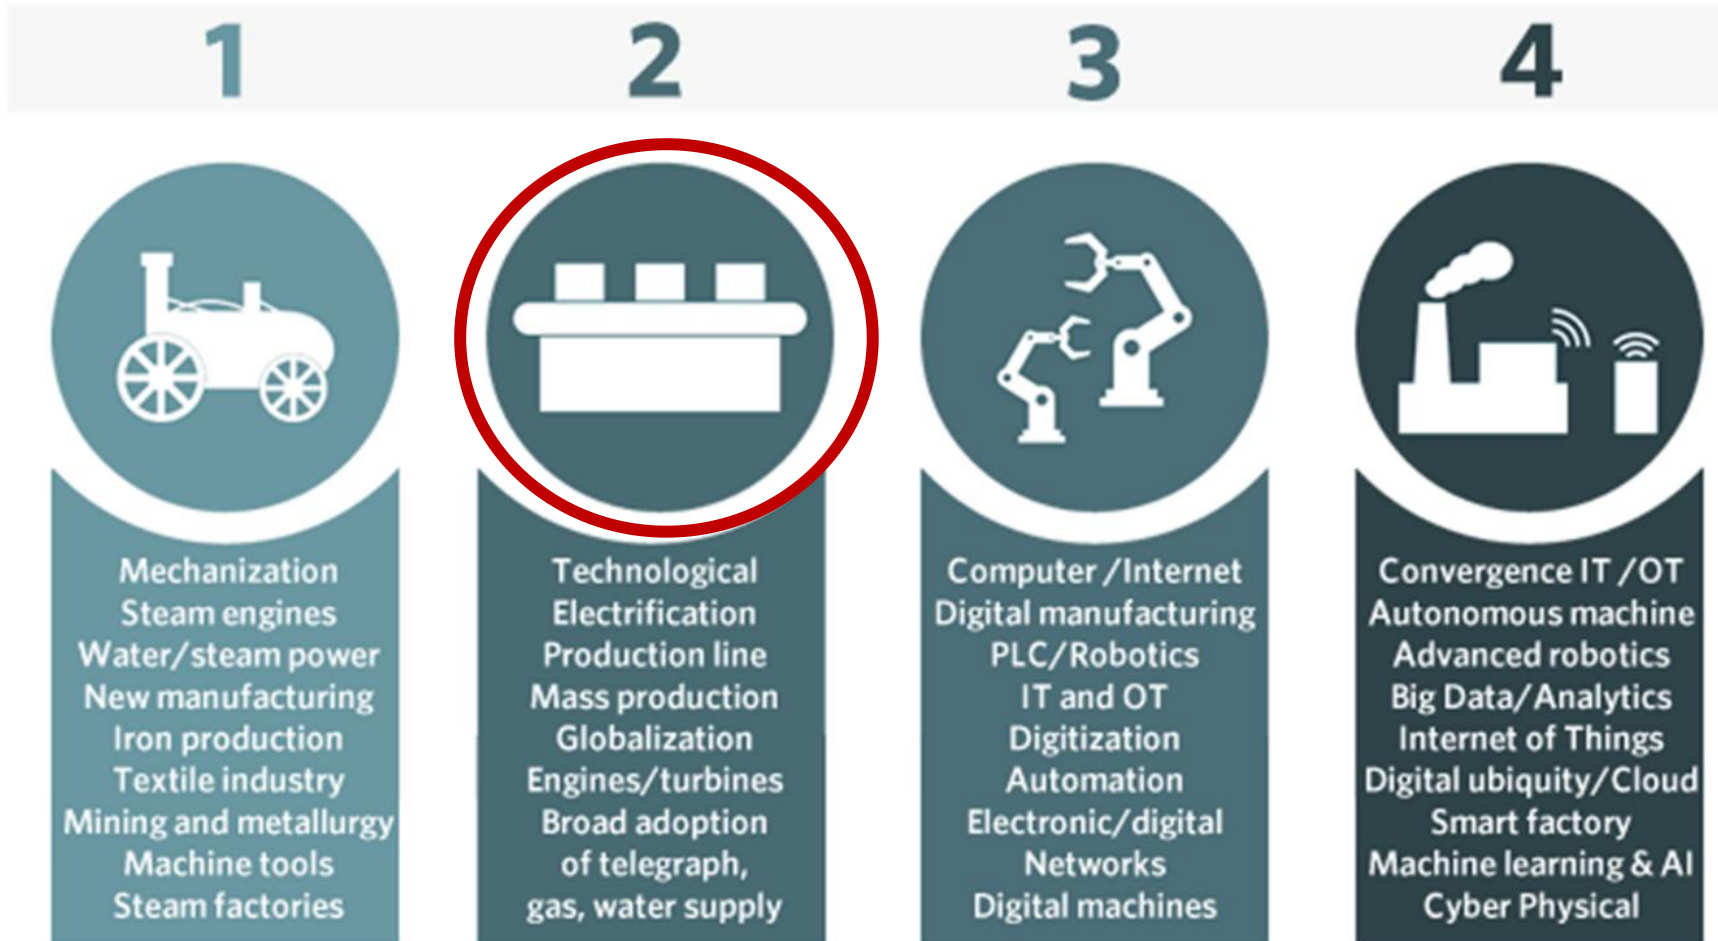 1
2
3
4
Mechanization
Steam engines
Water/steam power
New manufacturing
Iron production
Textile industry
Mining and metallurgy
Machine tools
Steam factories
Technological
Electrification
Production line
Mass production
Globalization
Engines/turbines
Broad adoption
of telegraph,
gas, water supply
Computer /Internet
Digital manufacturing
PLC/Robotics
IT and OT
Digitization
Automation
Electronic/digital
Networks
Digital machines
Convergence IT /OT
Autonomous machine
Advanced robotics
Big Data/Analytics
Internet of Things
Digital ubiquity/Cloud
Smart factory
Machine learning & AI
Cyber Physical